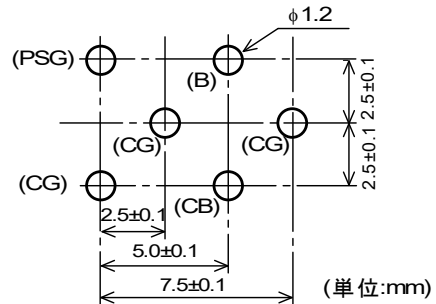 φ1.2
(PSG)
(B)
2.5±0.1
(CG)
(CG)
2.5±0.1
(CG)
(CB)
2.5±0.1
5.0±0.1
7.5±0.1
(単位:mm)